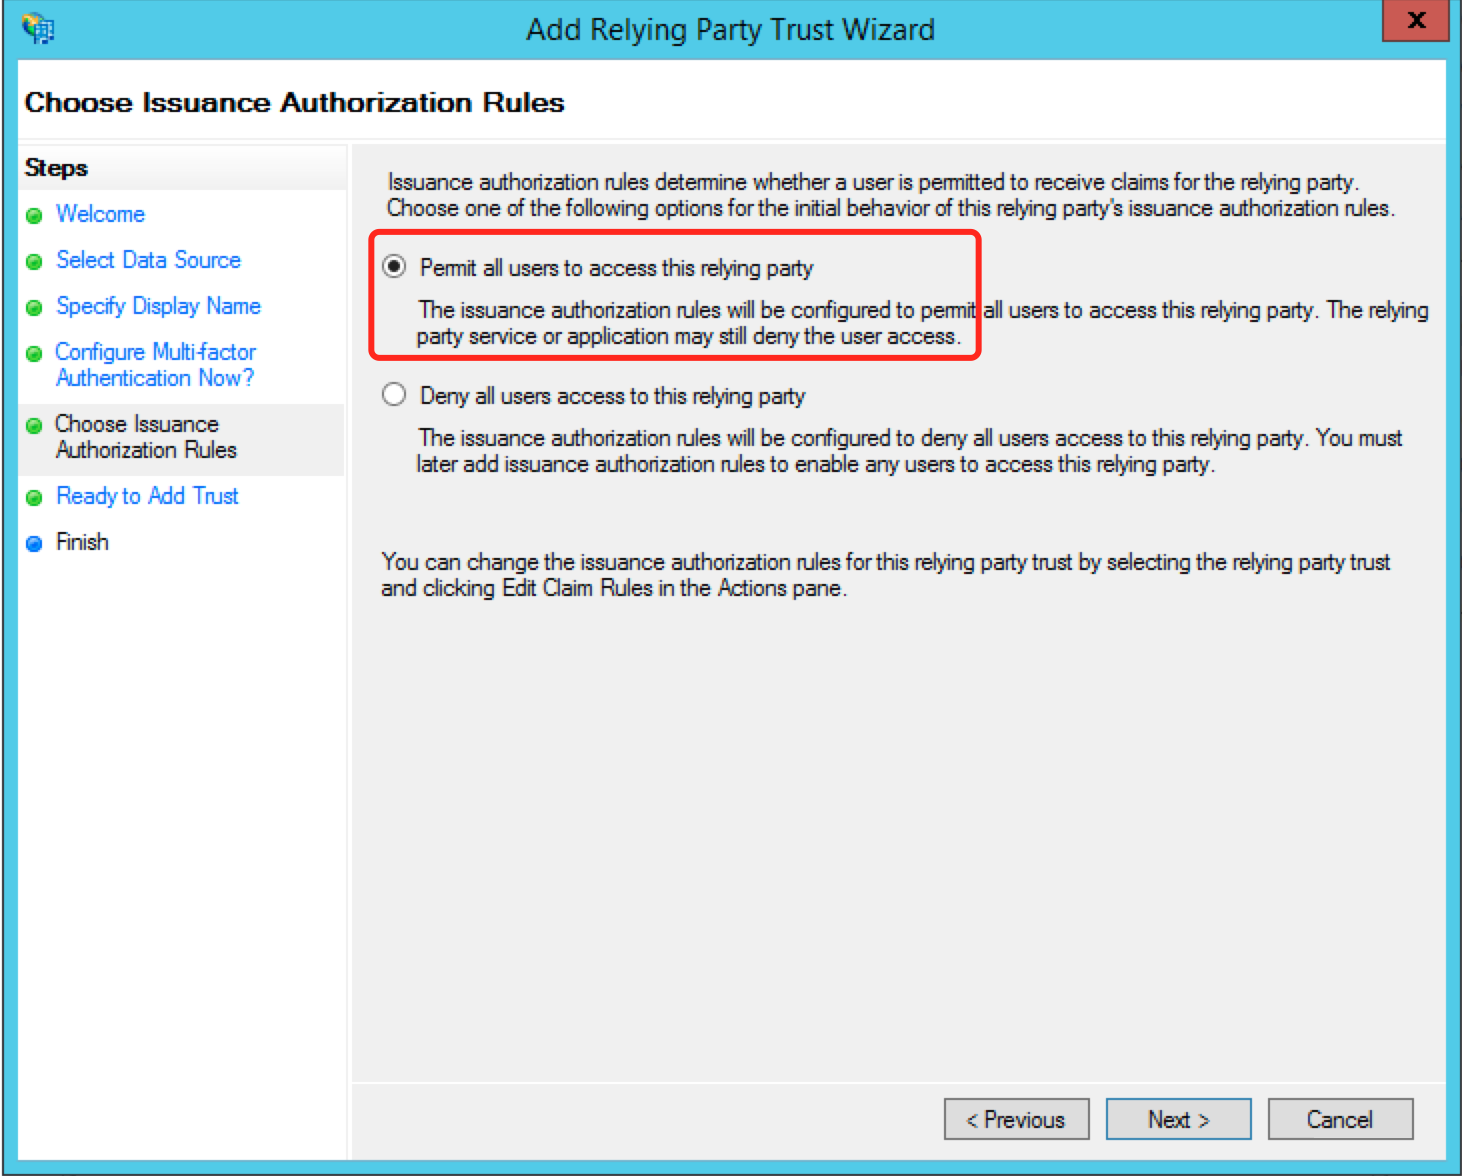 Add Relying Party Trust Wizard
x
Choose Issuance Authorization Rules
Steps
Welcome
Select Data Source
Specify Display Name
Configure Multi-factor
Authentication Now?
Choose Issuance
Authorization Rules
Ready to Add Trust
Finish
Issuance authorization rules determine whether a user is permitted to receive claims for the relying party.
Choose one of the following options for the initial behavior of this relying party's issuance authorization rules.
Permit all users to access this relying party
The issuance authorization rules will be configured to permit all users to access this relying party. The relying
party service or application may still deny the user access.
Deny all users access to this relying party
The issuance authorization rules will be configured to deny all users access to this relying party. You must
later add issuance authorization rules to enable any users to access this relying party.
You can change the issuance authorization rules for this relying party trust by selecting the relying party trust
and clicking Edit Claim Rules in the Actions pane.
< Previous
Next >
Cancel